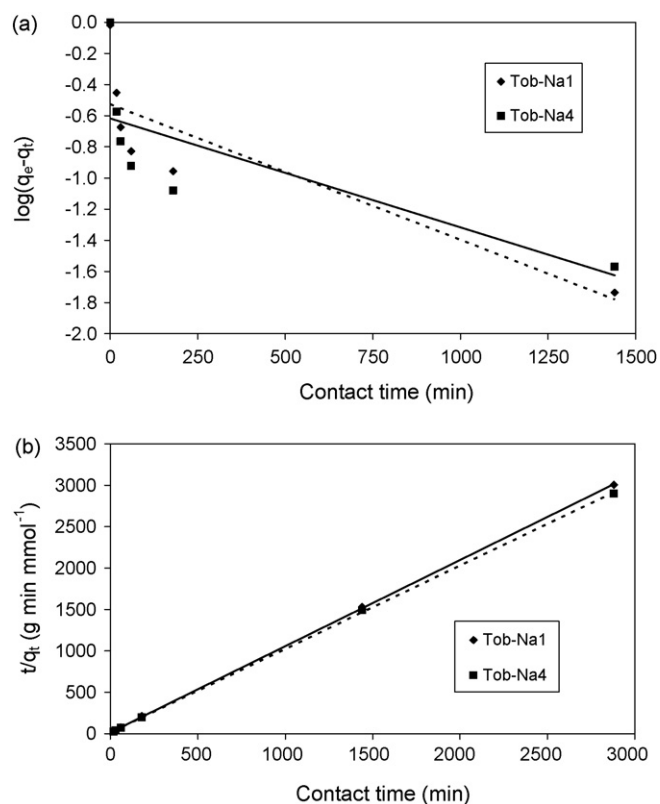 (a)
0.0
-0.2
-0.4
-0.6
-0.8
-1.0
-1.2
-1.4
-1.6
-1.8
-2.0
log(qₑ-qₜ)
Tob-Na1
Tob-Na4
0 250 500 750 1000 1250 1500
Contact time (min)
(b)
3500
3000
2500
2000
1500
1000
500
0
t/qₜ (g min mmol⁻¹)
Tob-Na1
Tob-Na4
0 500 1000 1500 2000 2500 3000
Contact time (min)